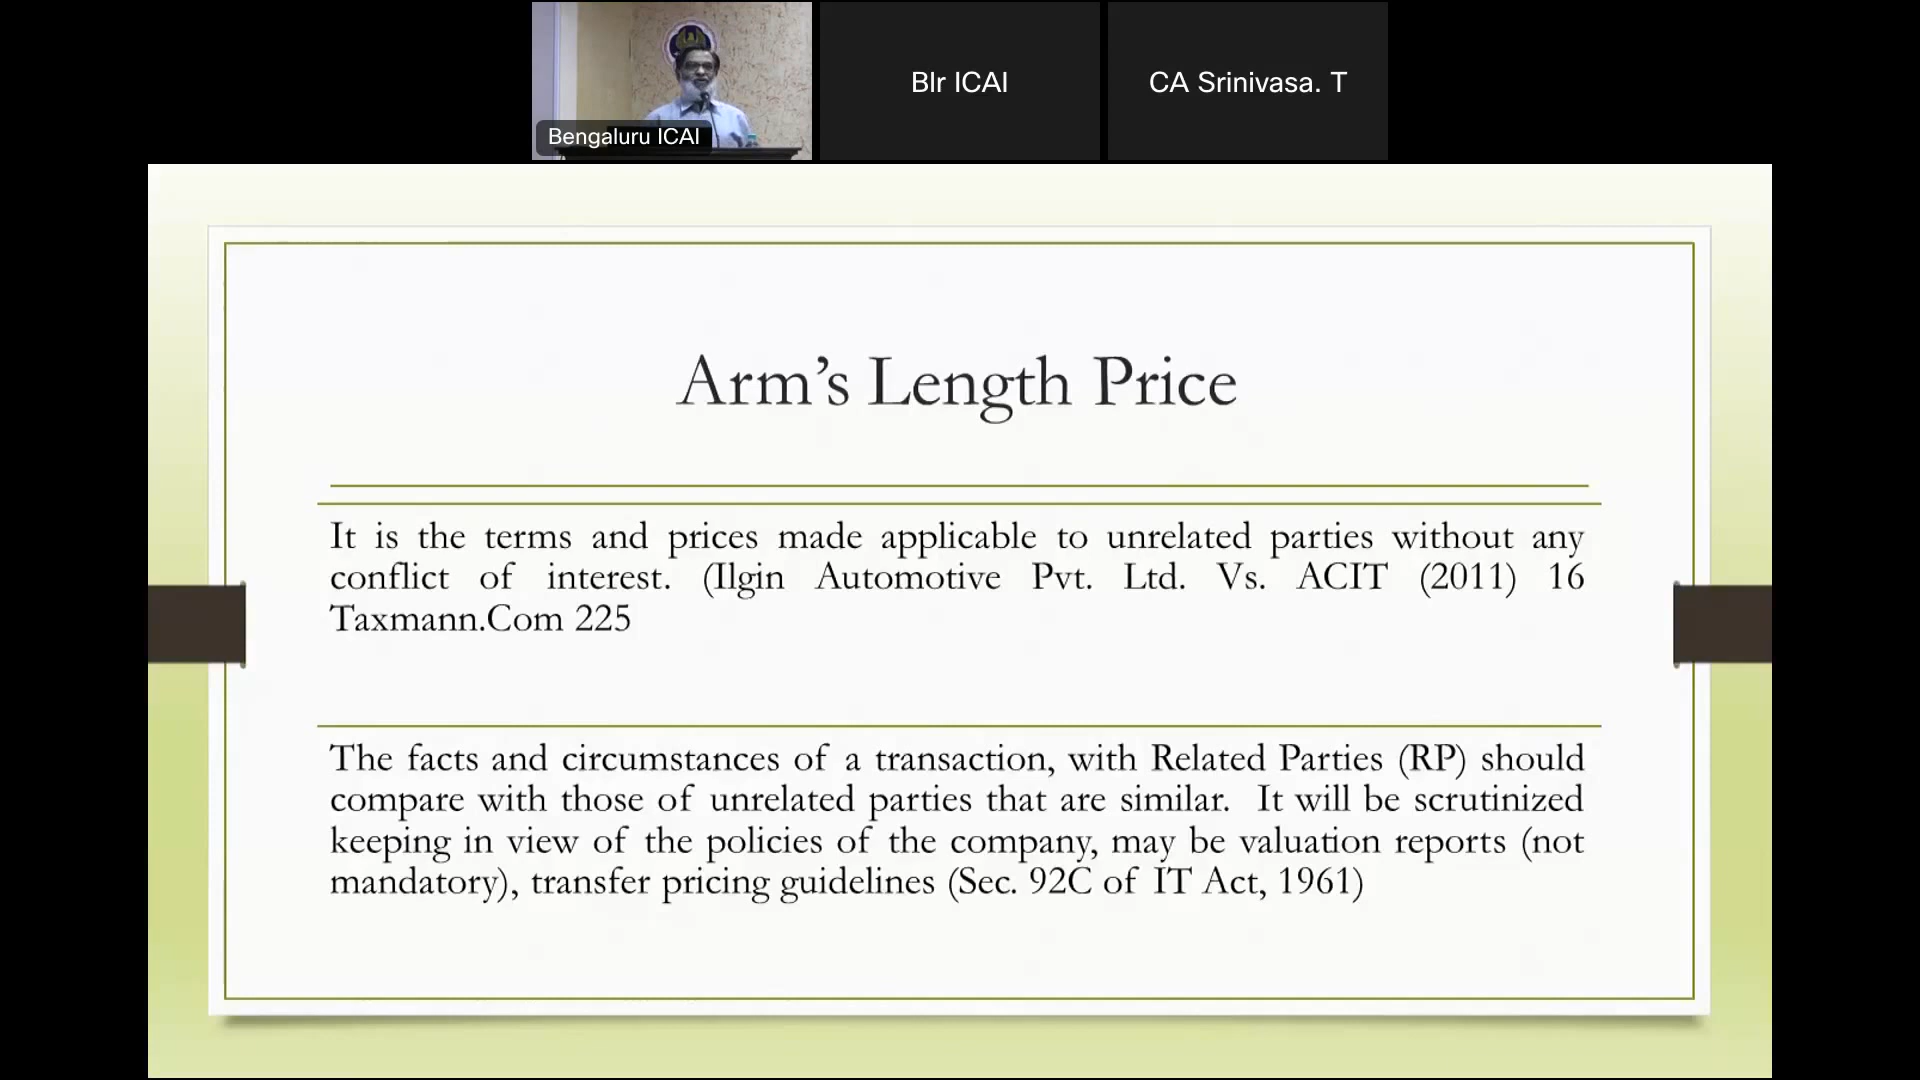 Bengaluru ICAI
Blr ICAI
CA Srinivasa. T
Arm’s Length Price
It is the terms and prices made applicable to unrelated parties without any
conflict of interest. (Ilgin Automotive Pvt. Ltd. Vs. ACIT (2011) 16
Taxmann.Com 225
The facts and circumstances of a transaction, with Related Parties (RP) should
compare with those of unrelated parties that are similar. It will be scrutinized
keeping in view of the policies of the company, may be valuation reports (not
mandatory), transfer pricing guidelines (Sec. 92C of IT Act, 1961)